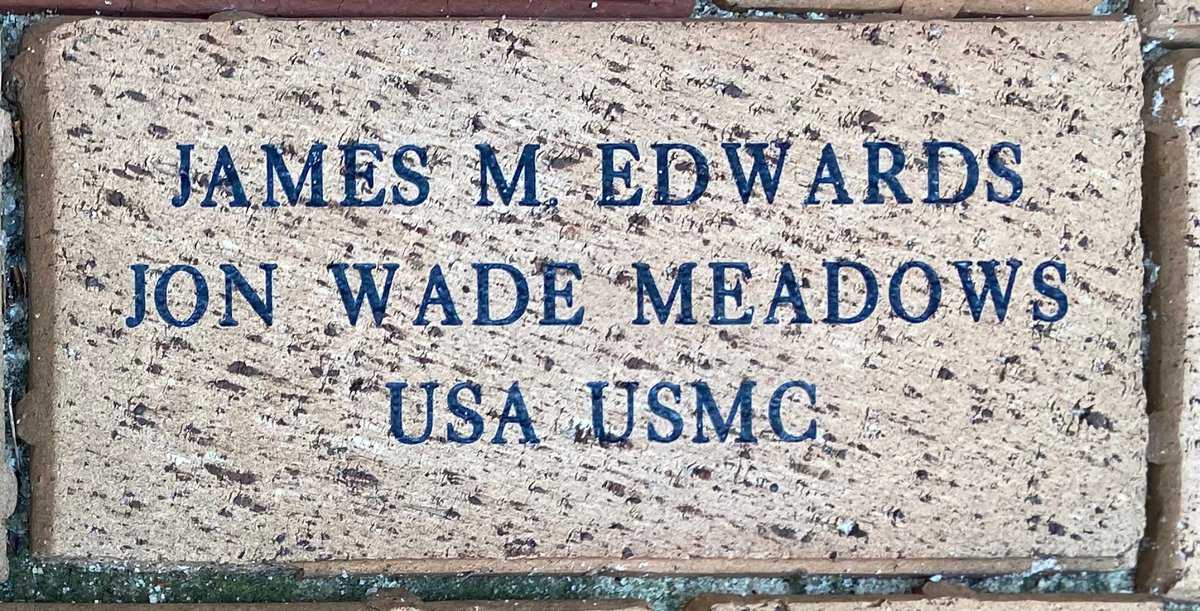 JAMES M. EDWARDS
JON WADE MEADOWS
USA USMC